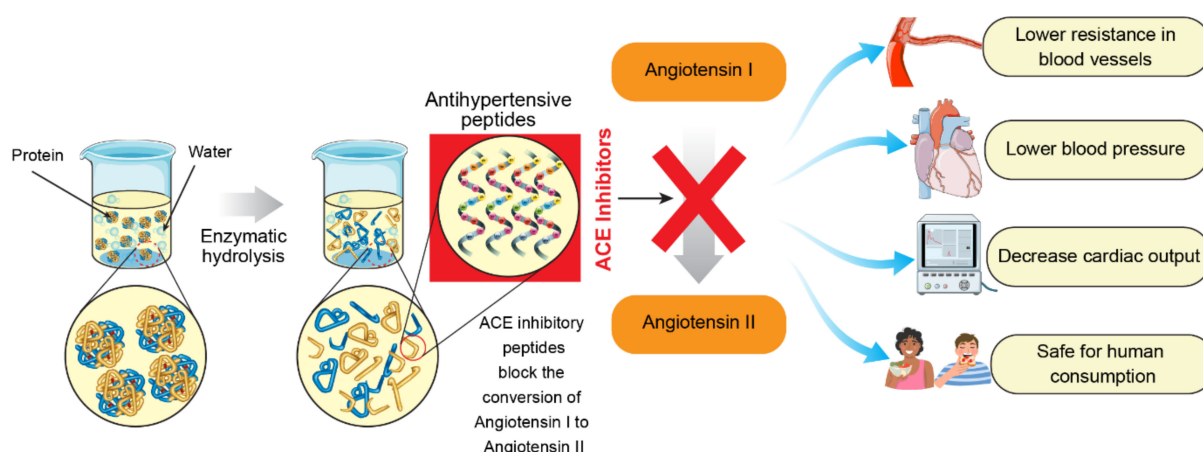 Protein
Water
Enzymatic
hydrolysis
Antihypertensive
peptides
ACE inhibitory
peptides
block the
conversion of
Angiotensin I to
Angiotensin II
ACE Inhibitors
Angiotensin I
Angiotensin II
Lower resistance in
blood vessels
Lower blood pressure
Decrease cardiac output
Safe for human
consumption